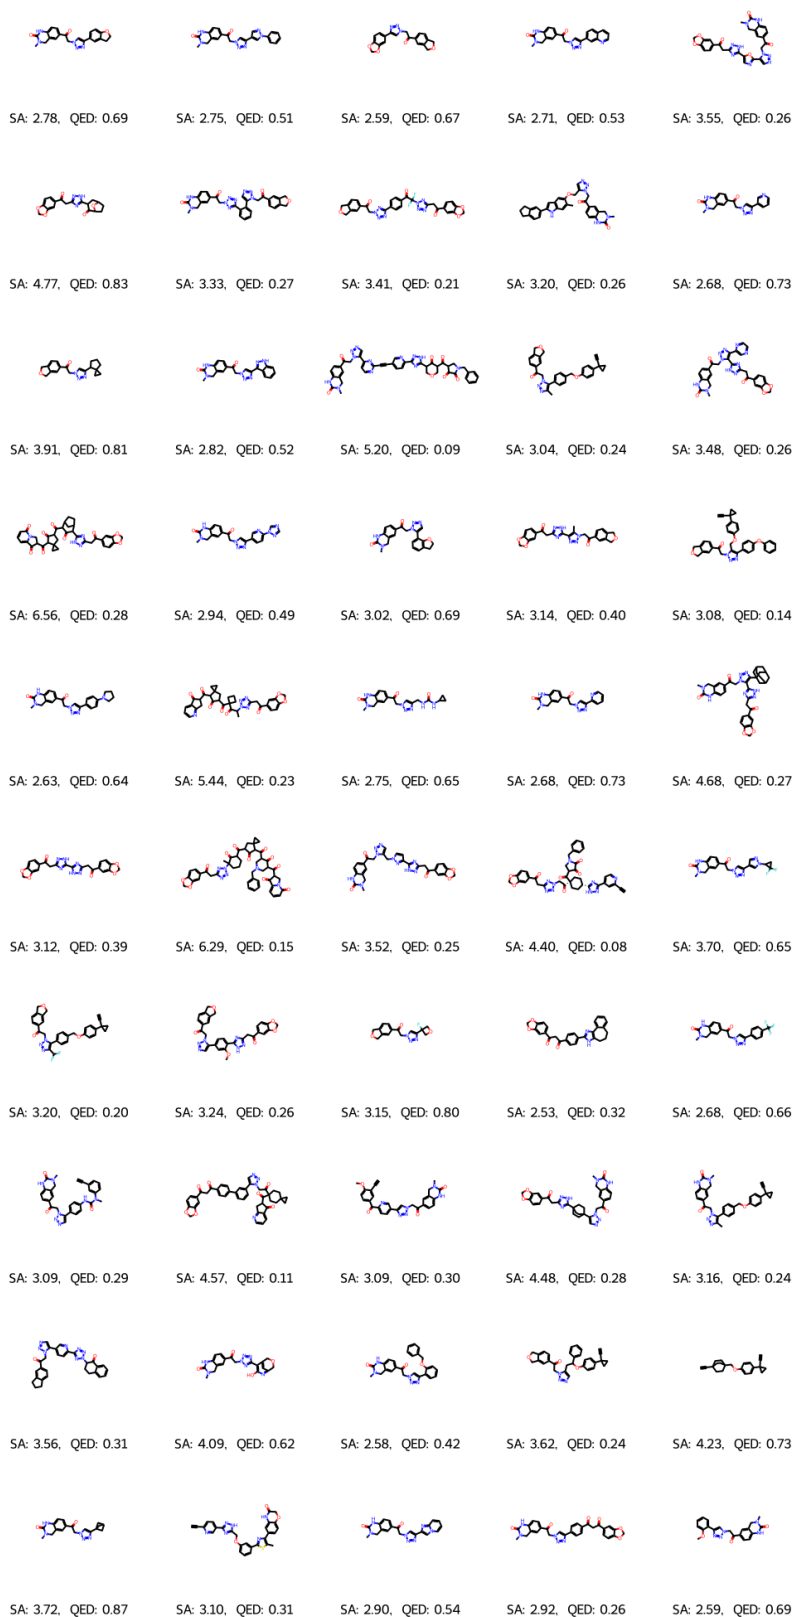 SA: 2.78, QED: 0.69 SA: 2.75, QED: 0.51 SA: 2.59, QED: 0.67 SA: 2.71, QED: 0.53 SA: 3.55, QED: 0.26
SA: 4.77, QED: 0.83 SA: 3.33, QED: 0.27 SA: 3.41, QED: 0.21 SA: 3.20, QED: 0.26 SA: 2.68, QED: 0.73
SA: 3.91, QED: 0.81 SA: 2.82, QED: 0.52 SA: 5.20, QED: 0.09 SA: 3.04, QED: 0.24 SA: 3.48, QED: 0.26
SA: 6.56, QED: 0.28 SA: 2.94, QED: 0.49 SA: 3.02, QED: 0.69 SA: 3.14, QED: 0.40 SA: 3.08, QED: 0.14
SA: 2.63, QED: 0.64 SA: 5.44, QED: 0.23 SA: 2.75, QED: 0.65 SA: 2.68, QED: 0.73 SA: 4.68, QED: 0.27
SA: 3.12, QED: 0.39 SA: 6.29, QED: 0.15 SA: 3.52, QED: 0.25 SA: 4.40, QED: 0.08 SA: 3.70, QED: 0.65
SA: 3.20, QED: 0.20 SA: 3.24, QED: 0.26 SA: 3.15, QED: 0.80 SA: 2.53, QED: 0.32 SA: 2.68, QED: 0.66
SA: 3.09, QED: 0.29 SA: 4.57, QED: 0.11 SA: 3.09, QED: 0.30 SA: 4.48, QED: 0.28 SA: 3.16, QED: 0.24
SA: 3.56, QED: 0.31 SA: 4.09, QED: 0.62 SA: 2.58, QED: 0.42 SA: 3.62, QED: 0.24 SA: 4.23, QED: 0.73
SA: 3.72, QED: 0.87 SA: 3.10, QED: 0.31 SA: 2.90, QED: 0.54 SA: 2.92, QED: 0.26 SA: 2.59, QED: 0.69